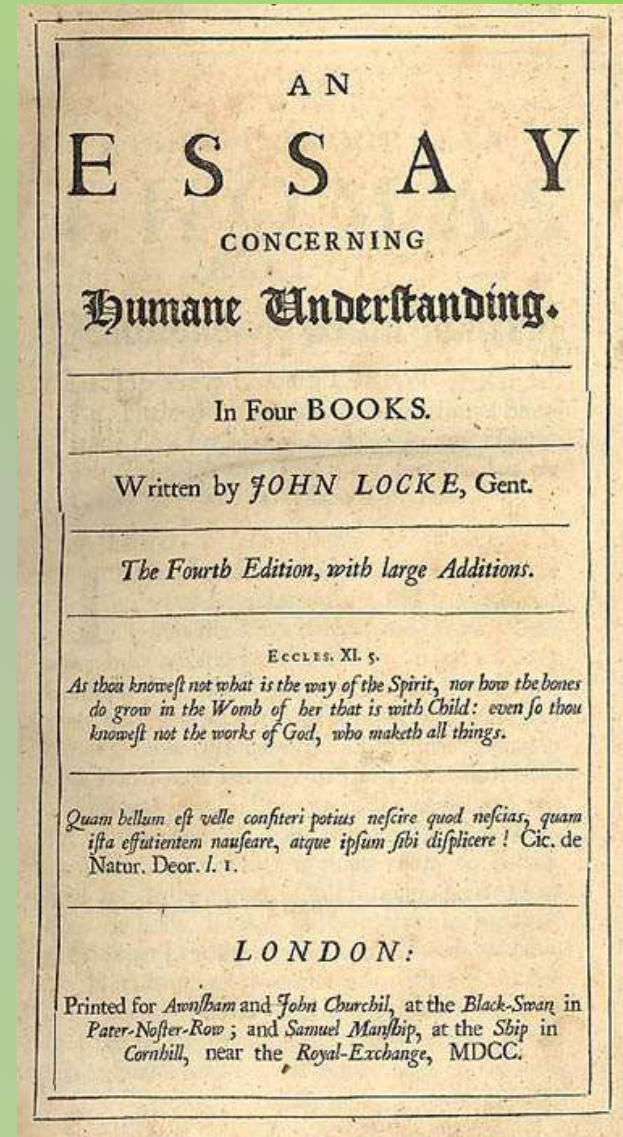 AN
ESSAY
CONCERNING
Humane Underſtanding.
In Four BOOKS.
Written by JOHN LOCKE, Gent.
The Fourth Edition, with large Additions.
ECCLES. XI. 5.
As thou knoweſt not what is the way of the Spirit, nor how the bones
do grow in the Womb of her that is with Child: even ſo thou
knoweſt not the works of God, who maketh all things.
Quam bellum eſt velle confiteri potius neſcire quod neſcias, quam
iſta effutientem nauſeare, atque ipſum ſibi diſplicere! Cic. de
Natur. Deor. l. 1.
LONDON:
Printed for Awnſham and John Churchil, at the Black-Swan in
Pater-Noſter-Row; and Samuel Manſhip, at the Ship in
Cornhill, near the Royal-Exchange, MDCC.